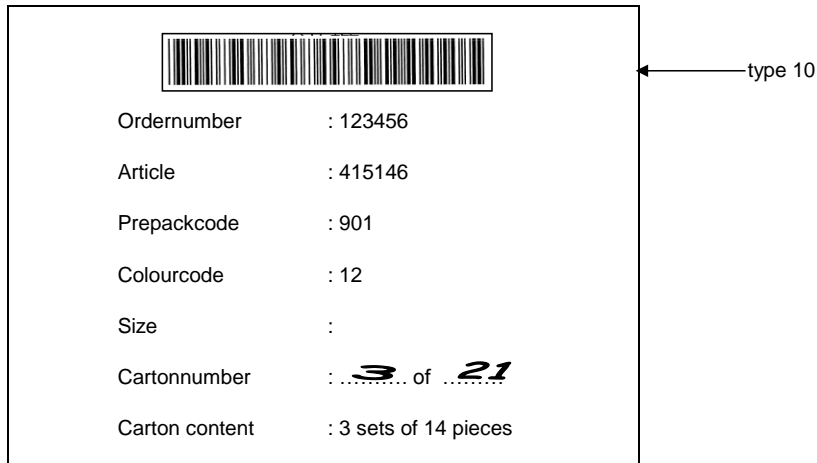 type 10
Ordernumber : 123456
Article : 415146
Prepackcode : 901
Colourcode : 12
Size :
Cartonnumber : .......... of .........
3 21
Carton content : 3 sets of 14 pieces